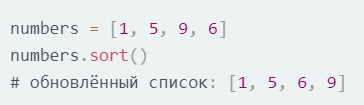 numbers = [1, 5, 9, 6]
numbers.sort()
# обновлённый список: [1, 5, 6, 9]